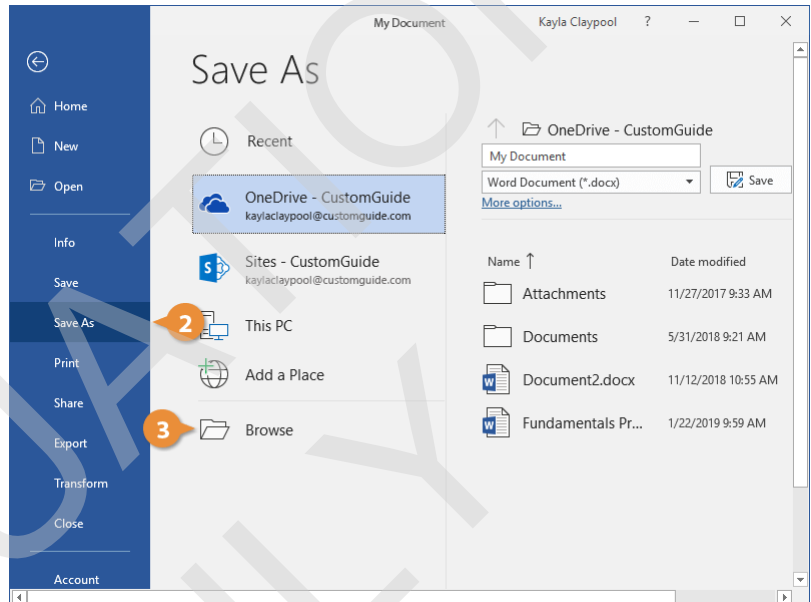 My Document
Kayla Claypool ?
Save As
Home
New
Open
Info
Save
Save As
Print
Share
Export
Transform
Close
Account
2
3
Recent
OneDrive - CustomGuide
kaylaclaypool@customguide.com
Sites - CustomGuide
kaylaclaypool@customguide.com
This PC
Add a Place
Browse
OneDrive - CustomGuide
My Document
Word Document (*.docx)
Save
More options...
Name ↑ Date modified
Attachments 11/27/2017 9:33 AM
Documents 5/31/2018 9:21 AM
Document2.docx 11/12/2018 10:55 AM
Fundamentals Pr... 1/22/2019 9:59 AM